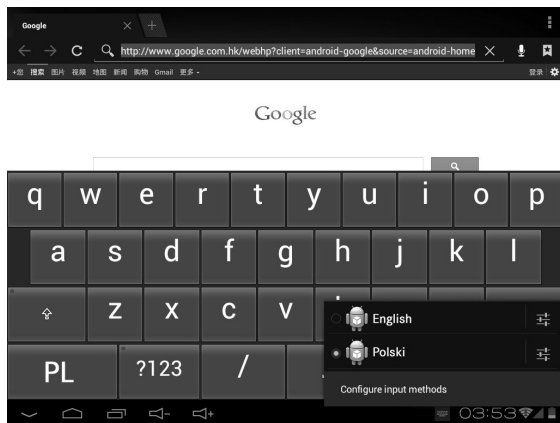 Google
http://www.google.com.hk/webhp?client=android-google&source=android-home
+您 搜索 图片 视频 地图 新闻 购物 Gmail 更多 登录
Google
q w e r t y u i o p
a s d f g h j k l
z x c v
English
PL ?123 / Polski
Configure input methods
03:53